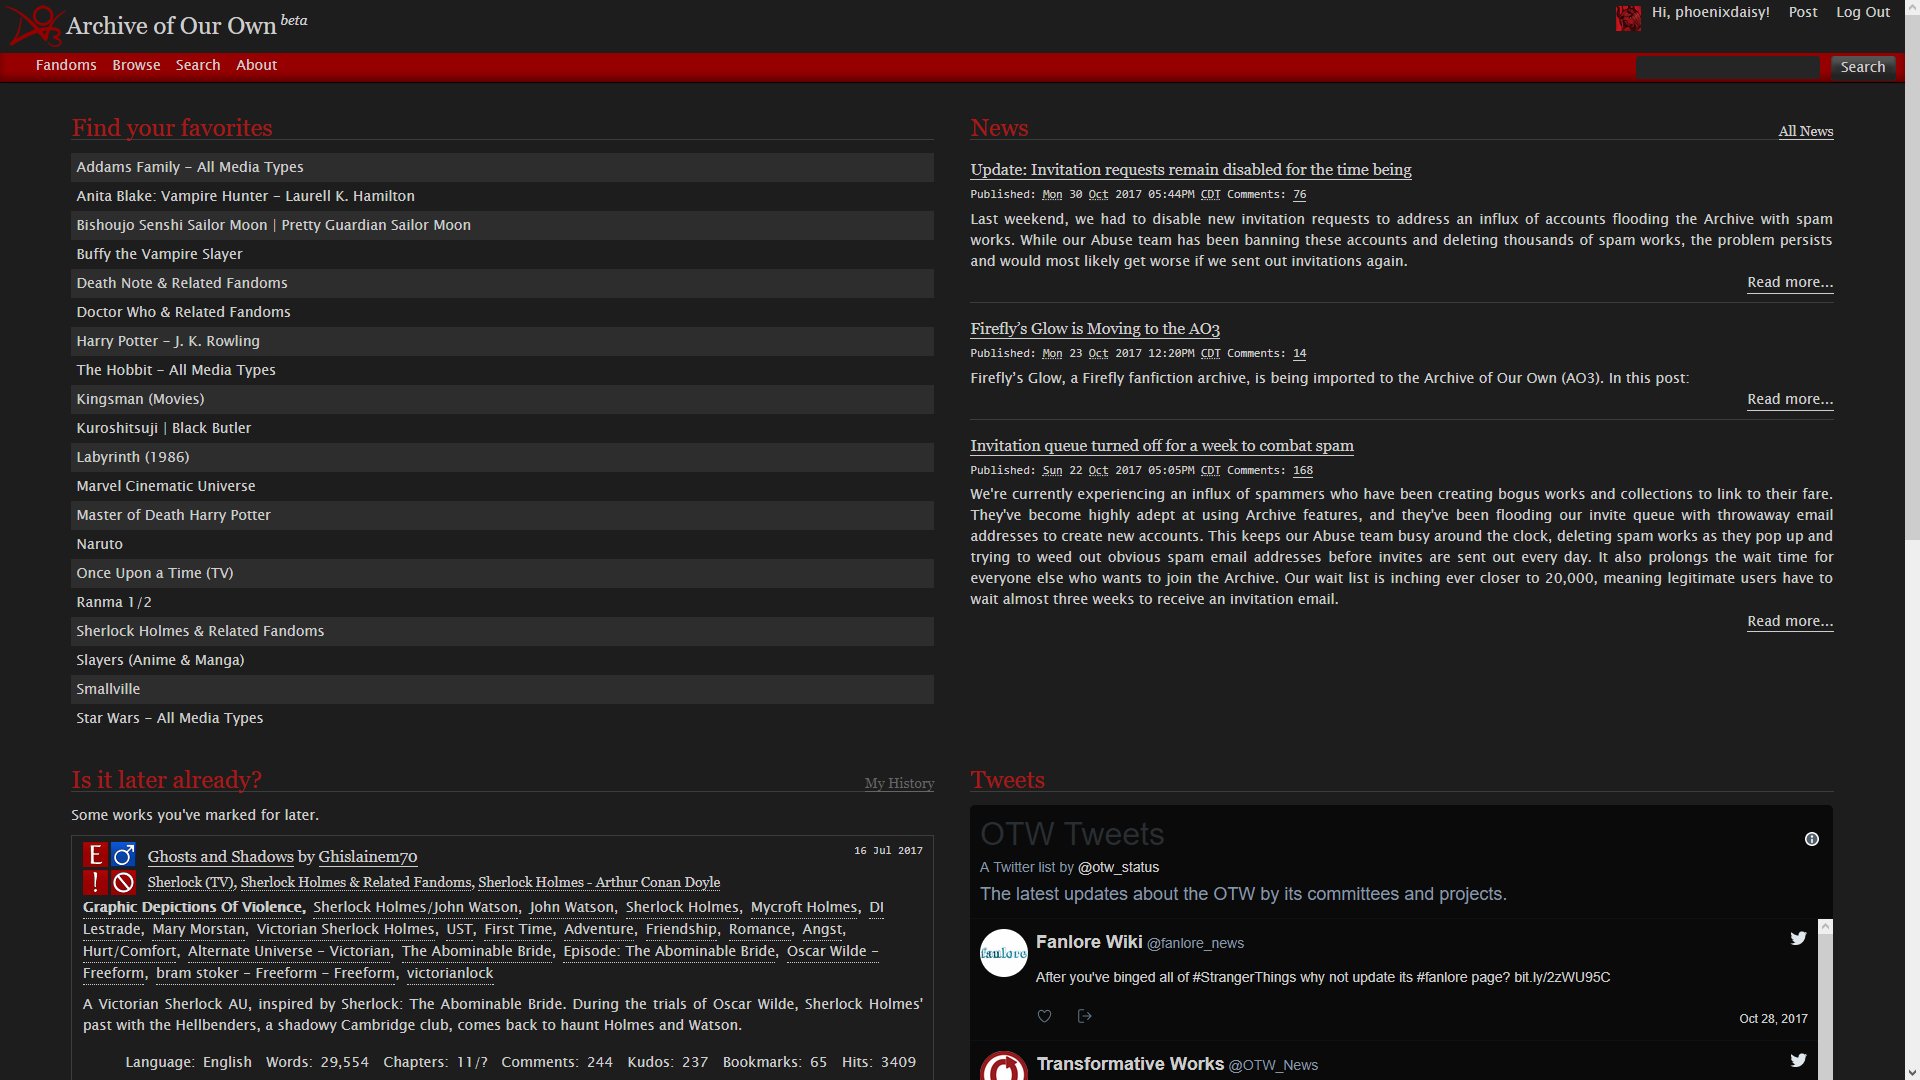 Archive of Our Own beta
Hi, phoenixdaisy! Post Log Out
Fandoms Browse Search About
Search
Find your favorites
Addams Family - All Media Types
Anita Blake: Vampire Hunter - Laurell K. Hamilton
Bishoujo Senshi Sailor Moon | Pretty Guardian Sailor Moon
Buffy the Vampire Slayer
Death Note & Related Fandoms
Doctor Who & Related Fandoms
Harry Potter - J. K. Rowling
The Hobbit - All Media Types
Kingsman (Movies)
Kuroshitsuji | Black Butler
Labyrinth (1986)
Marvel Cinematic Universe
Master of Death Harry Potter
Naruto
Once Upon a Time (TV)
Ranma 1/2
Sherlock Holmes & Related Fandoms
Slayers (Anime & Manga)
Smallville
Star Wars - All Media Types
News
All News
Update: Invitation requests remain disabled for the time being
Published: Mon 30 Oct 2017 05:44PM CDT Comments: 76
Last weekend, we had to disable new invitation requests to address an influx of accounts flooding the Archive with spam
works. While our Abuse team has been banning these accounts and deleting thousands of spam works, the problem persists
and would most likely get worse if we sent out invitations again.
Read more...
Firefly's Glow is Moving to the AO3
Published: Mon 23 Oct 2017 12:20PM CDT Comments: 14
Firefly's Glow, a Firefly fanfiction archive, is being imported to the Archive of Our Own (AO3). In this post:
Read more...
Invitation queue turned off for a week to combat spam
Published: Sun 22 Oct 2017 05:05PM CDT Comments: 168
We're currently experiencing an influx of spammers who have been creating bogus works and collections to link to their fare.
They've become highly adept at using Archive features, and they've been flooding our invite queue with throwaway email
addresses to create new accounts. This keeps our Abuse team busy around the clock, deleting spam works as they pop up and
trying to weed out obvious spam email addresses before invites are sent out every day. It also prolongs the wait time for
everyone else who wants to join the Archive. Our wait list is inching ever closer to 20,000, meaning legitimate users have to
wait almost three weeks to receive an invitation email.
Read more...
Is it later already?
My History
Some works you've marked for later.
E
!
Ghosts and Shadows by Ghislainem70
16 Jul 2017
Sherlock (TV), Sherlock Holmes & Related Fandoms, Sherlock Holmes - Arthur Conan Doyle
Graphic Depictions Of Violence, Sherlock Holmes/John Watson, John Watson, Sherlock Holmes, Mycroft Holmes, DI
Lestrade, Mary Morstan, Victorian Sherlock Holmes, UST, First Time, Adventure, Friendship, Romance, Angst,
Hurt/Comfort, Alternate Universe - Victorian, The Abominable Bride, Episode: The Abominable Bride, Oscar Wilde -
Freeform, bram stoker - Freeform - Freeform, victorianlock
A Victorian Sherlock AU, inspired by Sherlock: The Abominable Bride. During the trials of Oscar Wilde, Sherlock Holmes'
past with the Hellbenders, a shadowy Cambridge club, comes back to haunt Holmes and Watson.
Language: English Words: 29,554 Chapters: 11/? Comments: 244 Kudos: 237 Bookmarks: 65 Hits: 3409
Tweets
OTW Tweets
A Twitter list by @otw_status
The latest updates about the OTW by its committees and projects.
fanlore
Fanlore Wiki @fanlore_news
After you've binged all of #StrangerThings why not update its #fanlore page? bit.ly/2zWU95C
Oct 28, 2017
Transformative Works @OTW_News